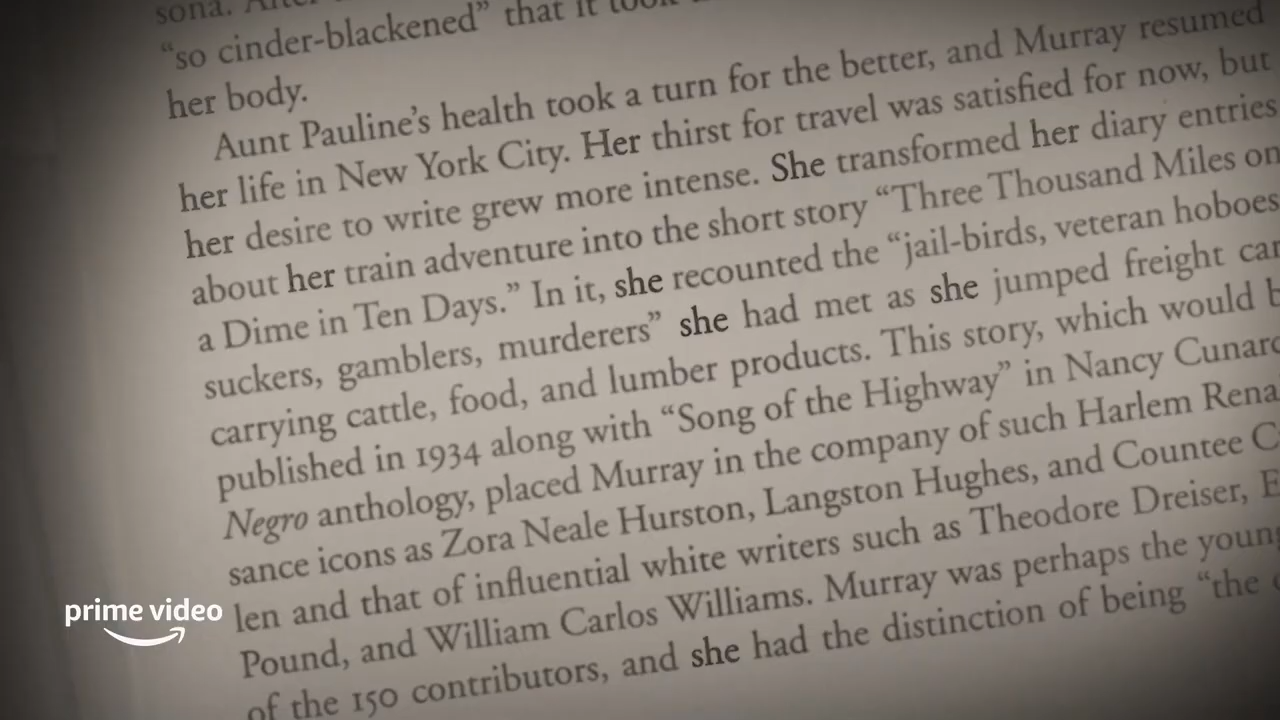 sona. After
“so cinder-blackened” that it took
her body.
Aunt Pauline’s health took a turn for the better, and Murray resumed
her life in New York City. Her thirst for travel was satisfied for now, but
her desire to write grew more intense. She transformed her diary entries
about her train adventure into the short story “Three Thousand Miles on
a Dime in Ten Days.” In it, she recounted the “jail-birds, veteran hoboes
suckers, gamblers, murderers” she had met as she jumped freight car
carrying cattle, food, and lumber products. This story, which would b
published in 1934 along with “Song of the Highway” in Nancy Cunard
Negro anthology, placed Murray in the company of such Harlem Rena
sance icons as Zora Neale Hurston, Langston Hughes, and Countee C
len and that of influential white writers such as Theodore Dreiser, E
Pound, and William Carlos Williams. Murray was perhaps the young
of the 150 contributors, and she had the distinction of being “the
prime video